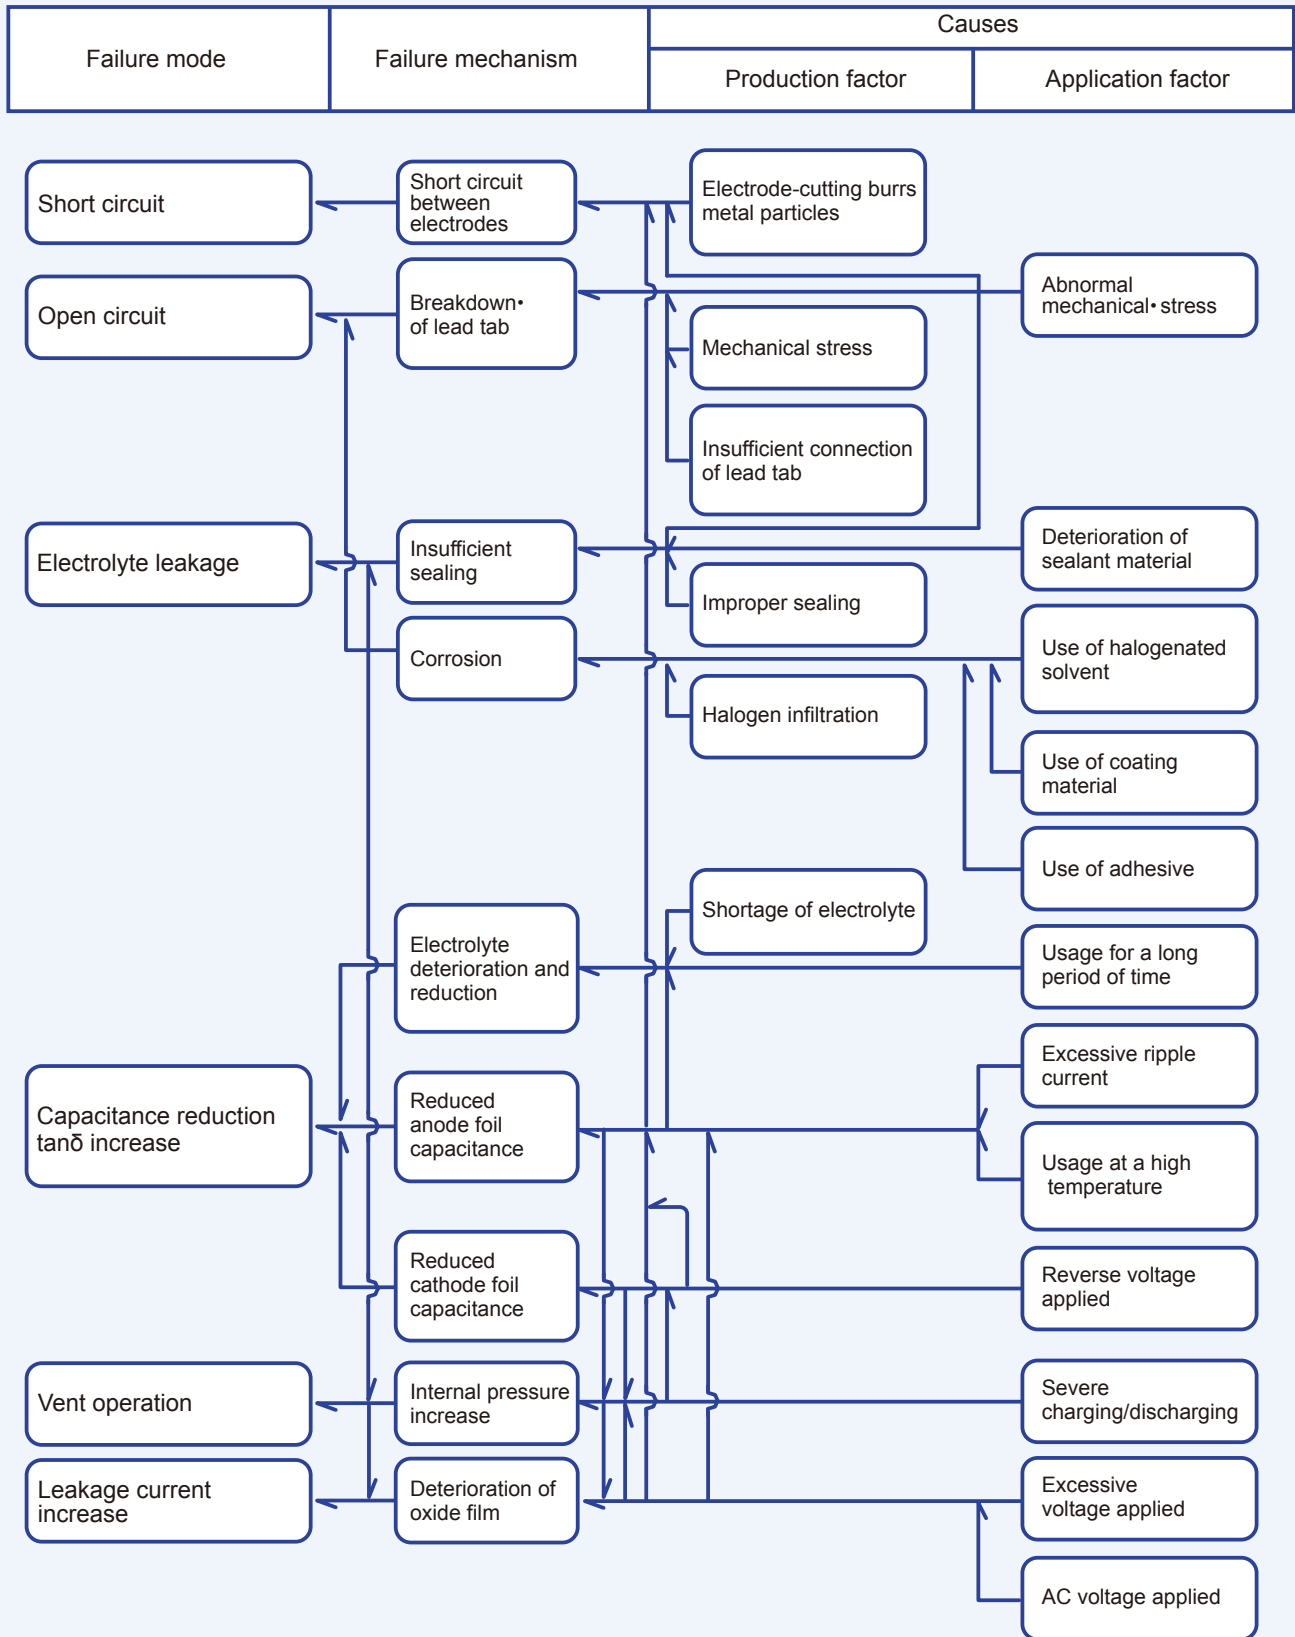 Failure mode
Failure mechanism
Causes
Production factor
Application factor
Short circuit
Short circuit
between
electrodes
Electrode-cutting burrs
metal particles
Open circuit
Breakdown•
of lead tab
Abnormal
mechanical• stress
Mechanical stress
Insufficient connection
of lead tab
Electrolyte leakage
Insufficient
sealing
Deterioration of
sealant material
Improper sealing
Corrosion
Use of halogenated
solvent
Halogen infiltration
Use of coating
material
Use of adhesive
Shortage of electrolyte
Electrolyte
deterioration and
reduction
Usage for a long
period of time
Excessive ripple
current
Capacitance reduction
tanδ increase
Reduced
anode foil
capacitance
Usage at a high
temperature
Reduced
cathode foil
capacitance
Reverse voltage
applied
Vent operation
Internal pressure
increase
Severe
charging/discharging
Leakage current
increase
Deterioration of
oxide film
Excessive
voltage applied
AC voltage applied